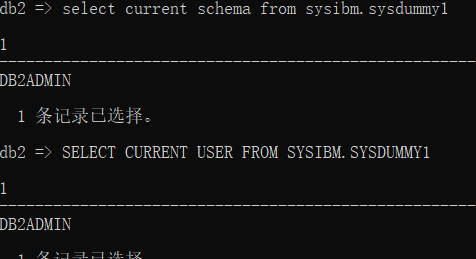 db2 => select current schema from sysibm.sysdummy1
1
--------------------------------------------------
DB2ADMIN
1 条记录已选择。
db2 => SELECT CURRENT USER FROM SYSIBM.SYSDUMMY1
1
--------------------------------------------------
DB2ADMIN
1 条记录已选择